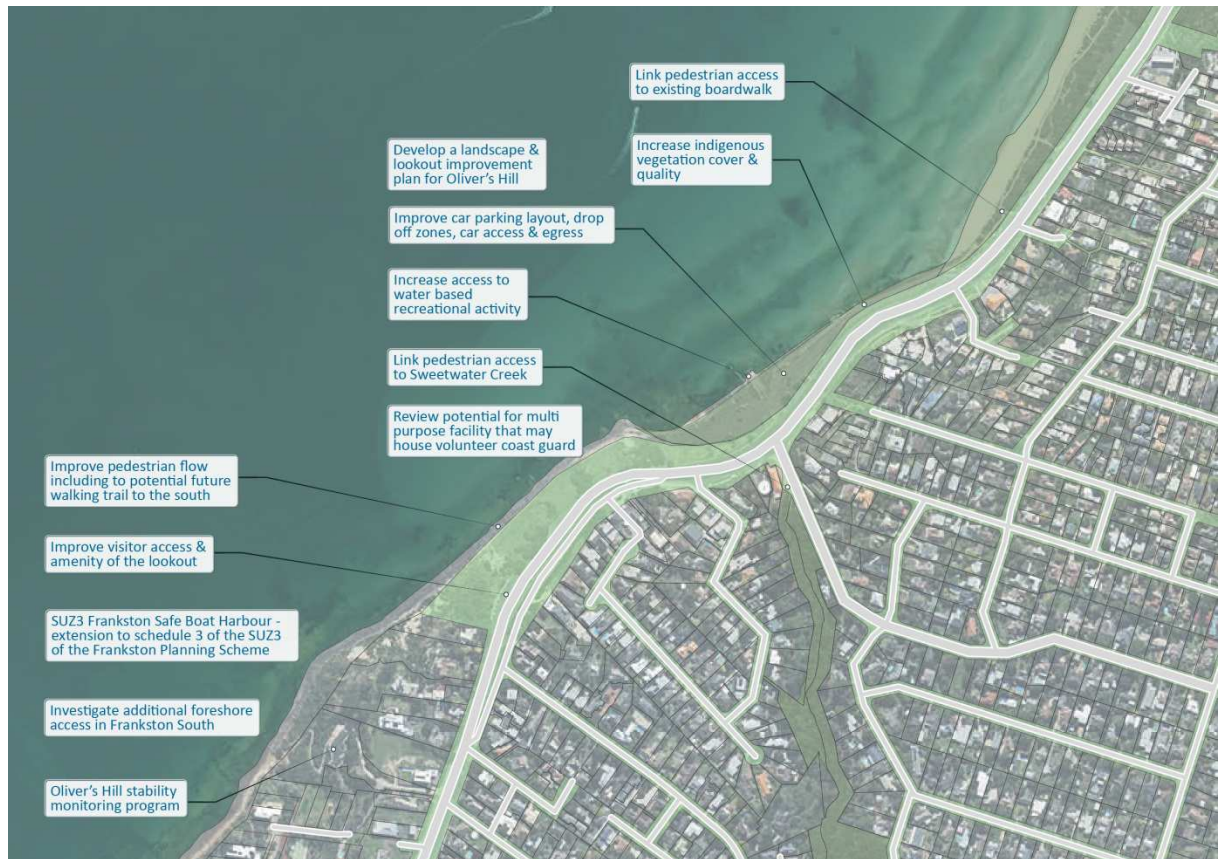 Link pedestrian access
to existing boardwalk
Increase indigenous
vegetation cover &
quality
Develop a landscape &
lookout improvement
plan for Oliver's Hill
Improve car parking layout, drop
off zones, car access & egress
Increase access to
water based
recreational activity
Link pedestrian access
to Sweetwater Creek
Review potential for multi
purpose facility that may
house volunteer coast guard
Improve pedestrian flow
including to potential future
walking trail to the south
Improve visitor access &
amenity of the lookout
SUZ3 Frankston Safe Boat Harbour -
extension to schedule 3 of the SUZ3
of the Frankston Planning Scheme
Investigate additional foreshore
access in Frankston South
Oliver's Hill stability
monitoring program